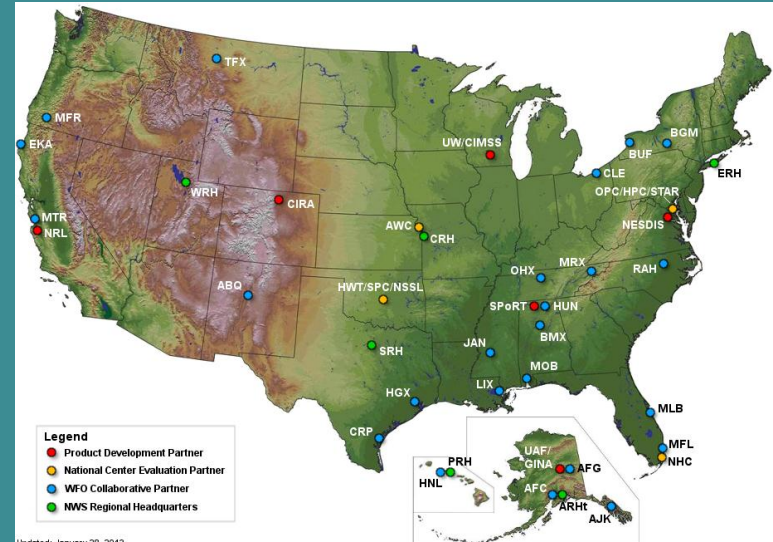 TFX
MFR
EKA
UW/CIMSS
BGM
BUF
CLE
ERH
WRH
CIRA
OPC/HPC/STAR
NESDIS
MTR
NRL
AWC
CRH
ABQ
HWT/SPC/NSSL
OHX
MRX
RAH
SPoRT
HUN
BMX
SRH
JAN
MOB
LIX
HGX
CRP
MLB
MFL
NHC
Legend
Product Development Partner
National Center Evaluation Partner
WFO Collaborative Partner
NWS Regional Headquarters
PRH
HNL
UAF/
GINA
AFG
AFC
ARHt
AJK